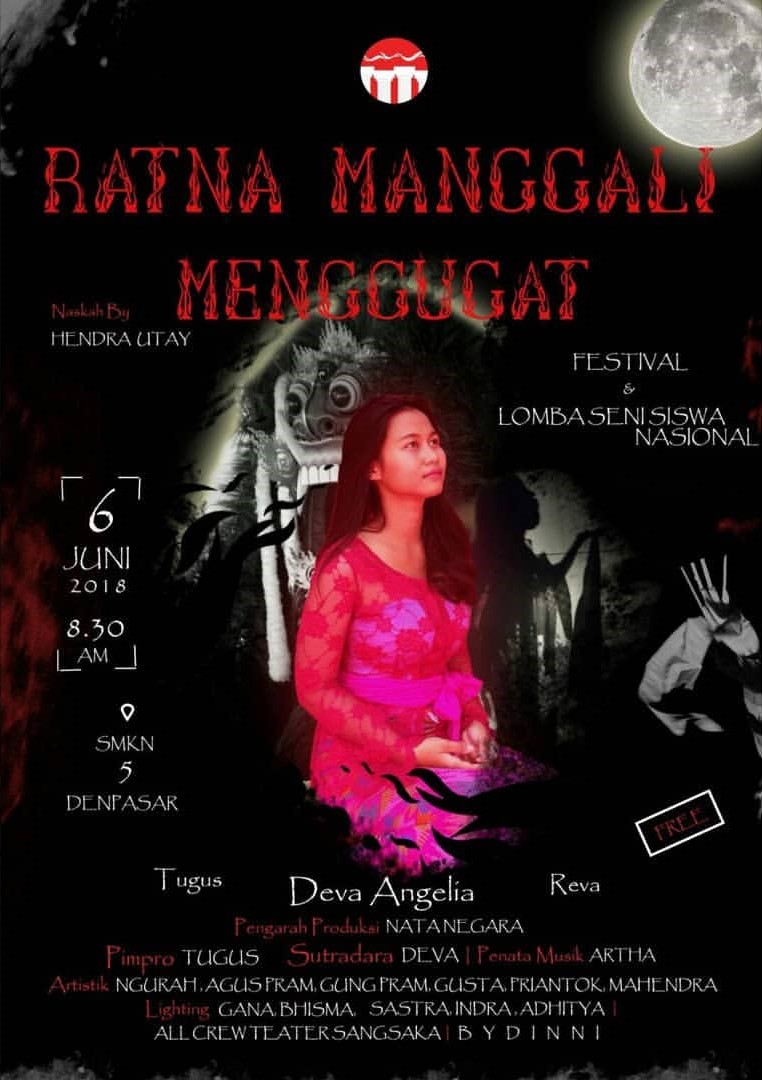 RATNA MANGGALI
MENGGUGAT
Naskah By
HENDRA UTAY
FESTIVAL
&
LOMBA SENI SISWA
NASIONAL
6
JUNI
2018
8.30
AM
SMKN
5
DENPASAR
FREE
Tugus Deva Angelia Reva
Pengarah Produksi NATA NEGARA
Pimpro TUGUS Sutradara DEVA | Penata Musik ARTHA
Artistik NGURAH, AGUS PRAM, GUNG PRAM, GUSTA, PRIANTOK, MAHENDRA
Lighting GANA, BHISMA, SASTRA, INDRA, ADHITYA |
ALL CREW TEATER SANGSAKA | BY DINNI